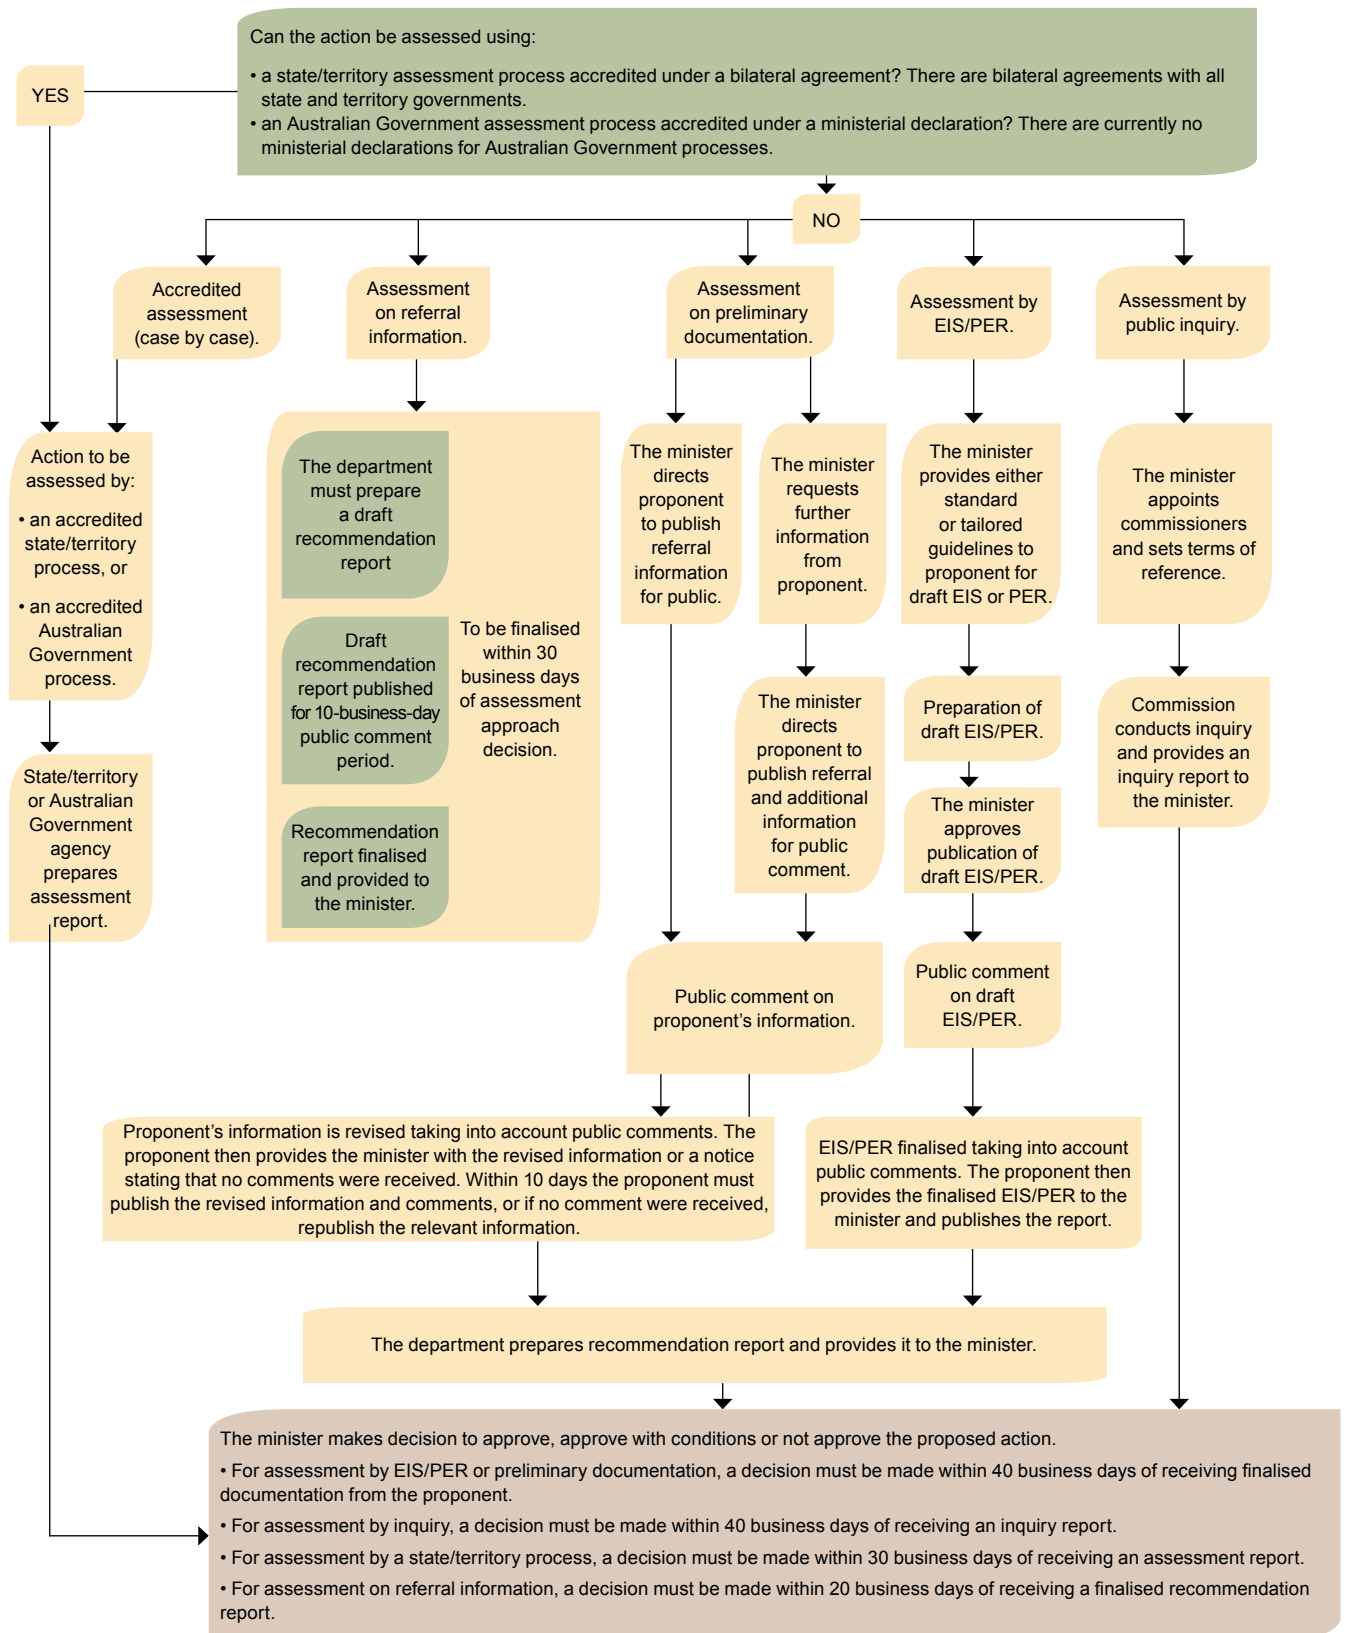 Can the action be assessed using:
• a state/territory assessment process accredited under a bilateral agreement? There are bilateral agreements with all
state and territory governments.
• an Australian Government assessment process accredited under a ministerial declaration? There are currently no
ministerial declarations for Australian Government processes.
YES
NO
Accredited
assessment
(case by case).
Assessment
on referral
information.
Assessment
on preliminary
documentation.
Assessment by
EIS/PER.
Assessment by
public inquiry.
Action to be
assessed by:
• an accredited
state/territory
process, or
• an accredited
Australian
Government
process.
State/territory
or Australian
Government
agency
prepares
assessment
report.
The department
must prepare
a draft
recommendation
report
Draft
recommendation
report published
for 10-business-day
public comment
period.
Recommendation
report finalised
and provided to
the minister.
To be finalised
within 30
business days
of assessment
approach
decision.
The minister
directs
proponent
to publish
referral
information
for public.
The minister
requests
further
information
from
proponent.
The minister
directs
proponent to
publish referral
and additional
information
for public
comment.
Public comment on
proponent’s information.
The minister
provides either
standard
or tailored
guidelines to
proponent for
draft EIS or PER.
Preparation of
draft EIS/PER.
The minister
approves
publication of
draft EIS/PER.
Public comment
on draft
EIS/PER.
The minister
appoints
commissioners
and sets terms of
reference.
Commission
conducts inquiry
and provides an
inquiry report to
the minister.
Proponent’s information is revised taking into account public comments. The
proponent then provides the minister with the revised information or a notice
stating that no comments were received. Within 10 days the proponent must
publish the revised information and comments, or if no comment were received,
republish the relevant information.
EIS/PER finalised taking into account
public comments. The proponent then
provides the finalised EIS/PER to the
minister and publishes the report.
The department prepares recommendation report and provides it to the minister.
The minister makes decision to approve, approve with conditions or not approve the proposed action.
• For assessment by EIS/PER or preliminary documentation, a decision must be made within 40 business days of receiving finalised
documentation from the proponent.
• For assessment by inquiry, a decision must be made within 40 business days of receiving an inquiry report.
• For assessment by a state/territory process, a decision must be made within 30 business days of receiving an assessment report.
• For assessment on referral information, a decision must be made within 20 business days of receiving a finalised recommendation
report.